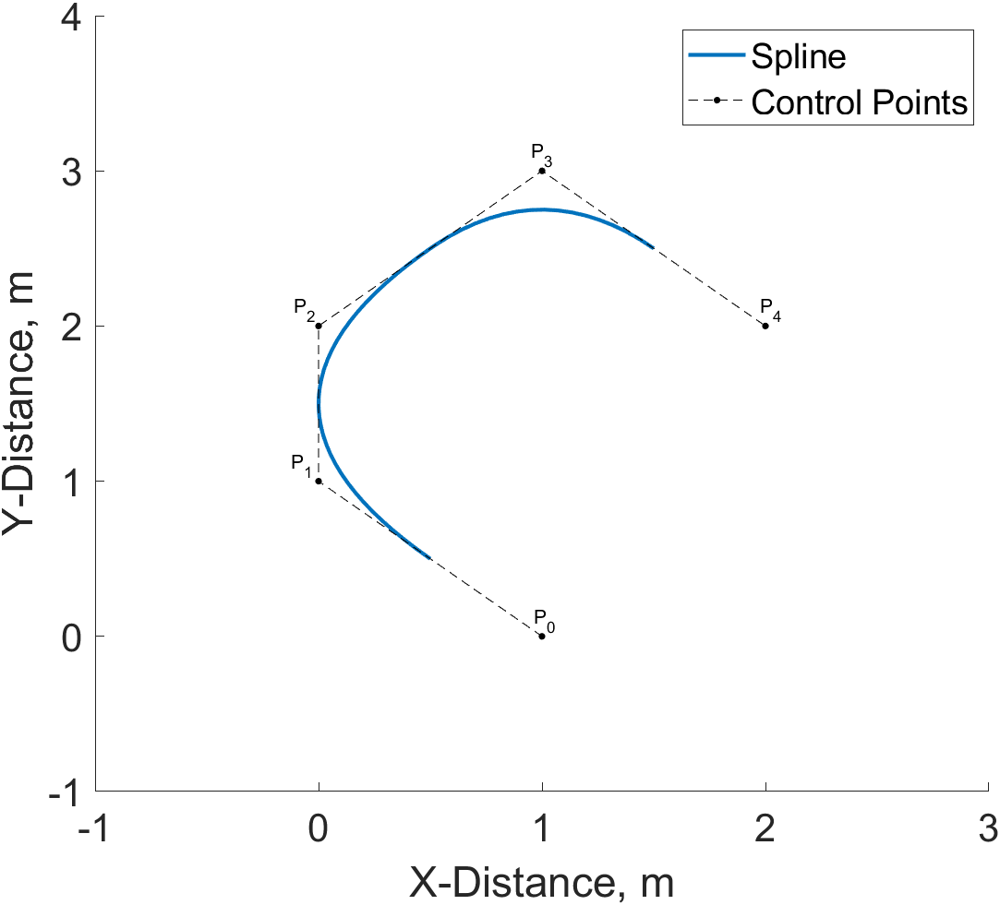 4
Spline
Control Points
3
P3
2
P2
P4
1
P1
0
P0
-1
-1 0 1 2 3
X-Distance, m
Y-Distance, m